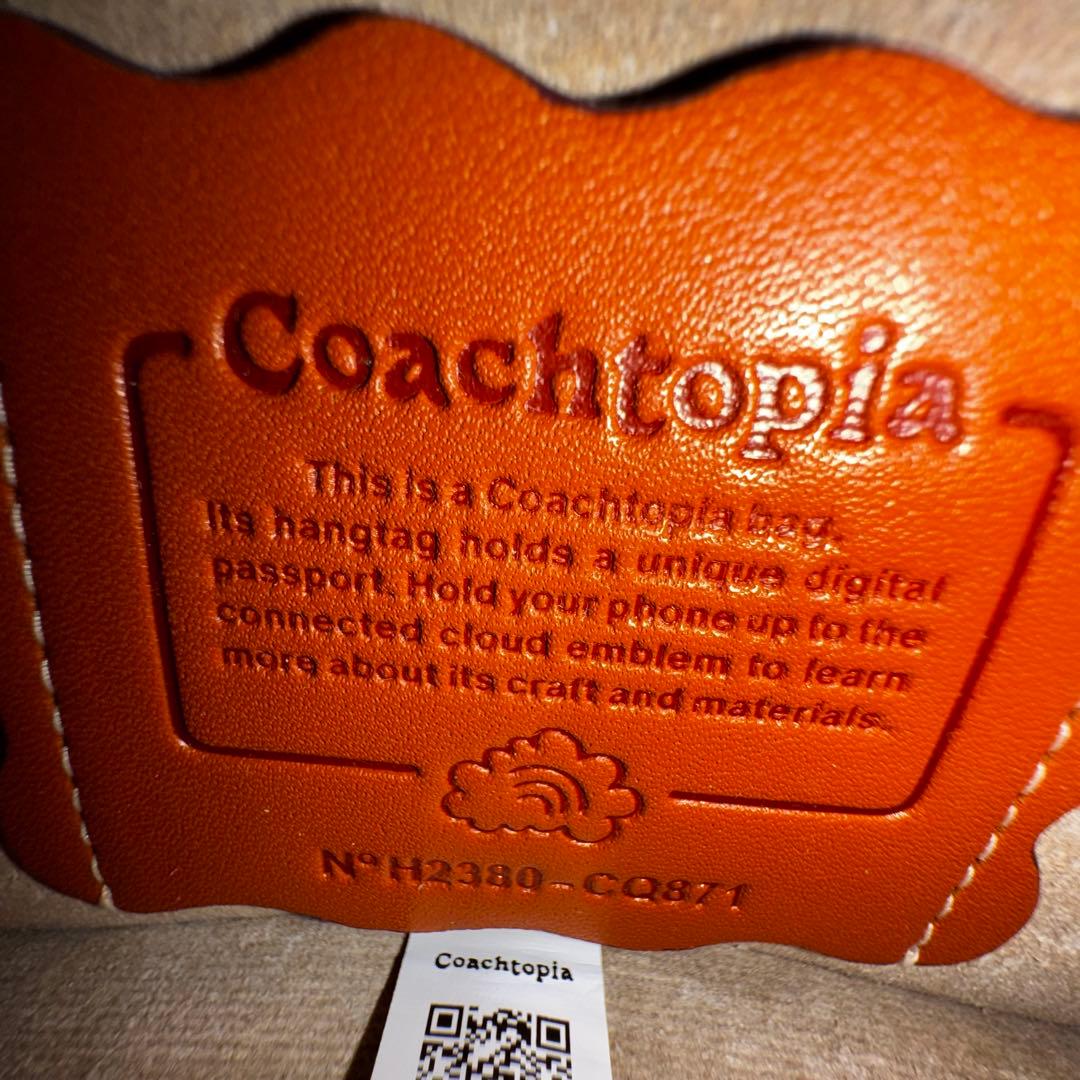 Coachtopia
This is a Coachtopia bag.
Its hangtag holds a unique digital
passport. Hold your phone up to the
connected cloud emblem to learn
more about its craft and materials.
Nº H2380-CQ871
Coachtopia